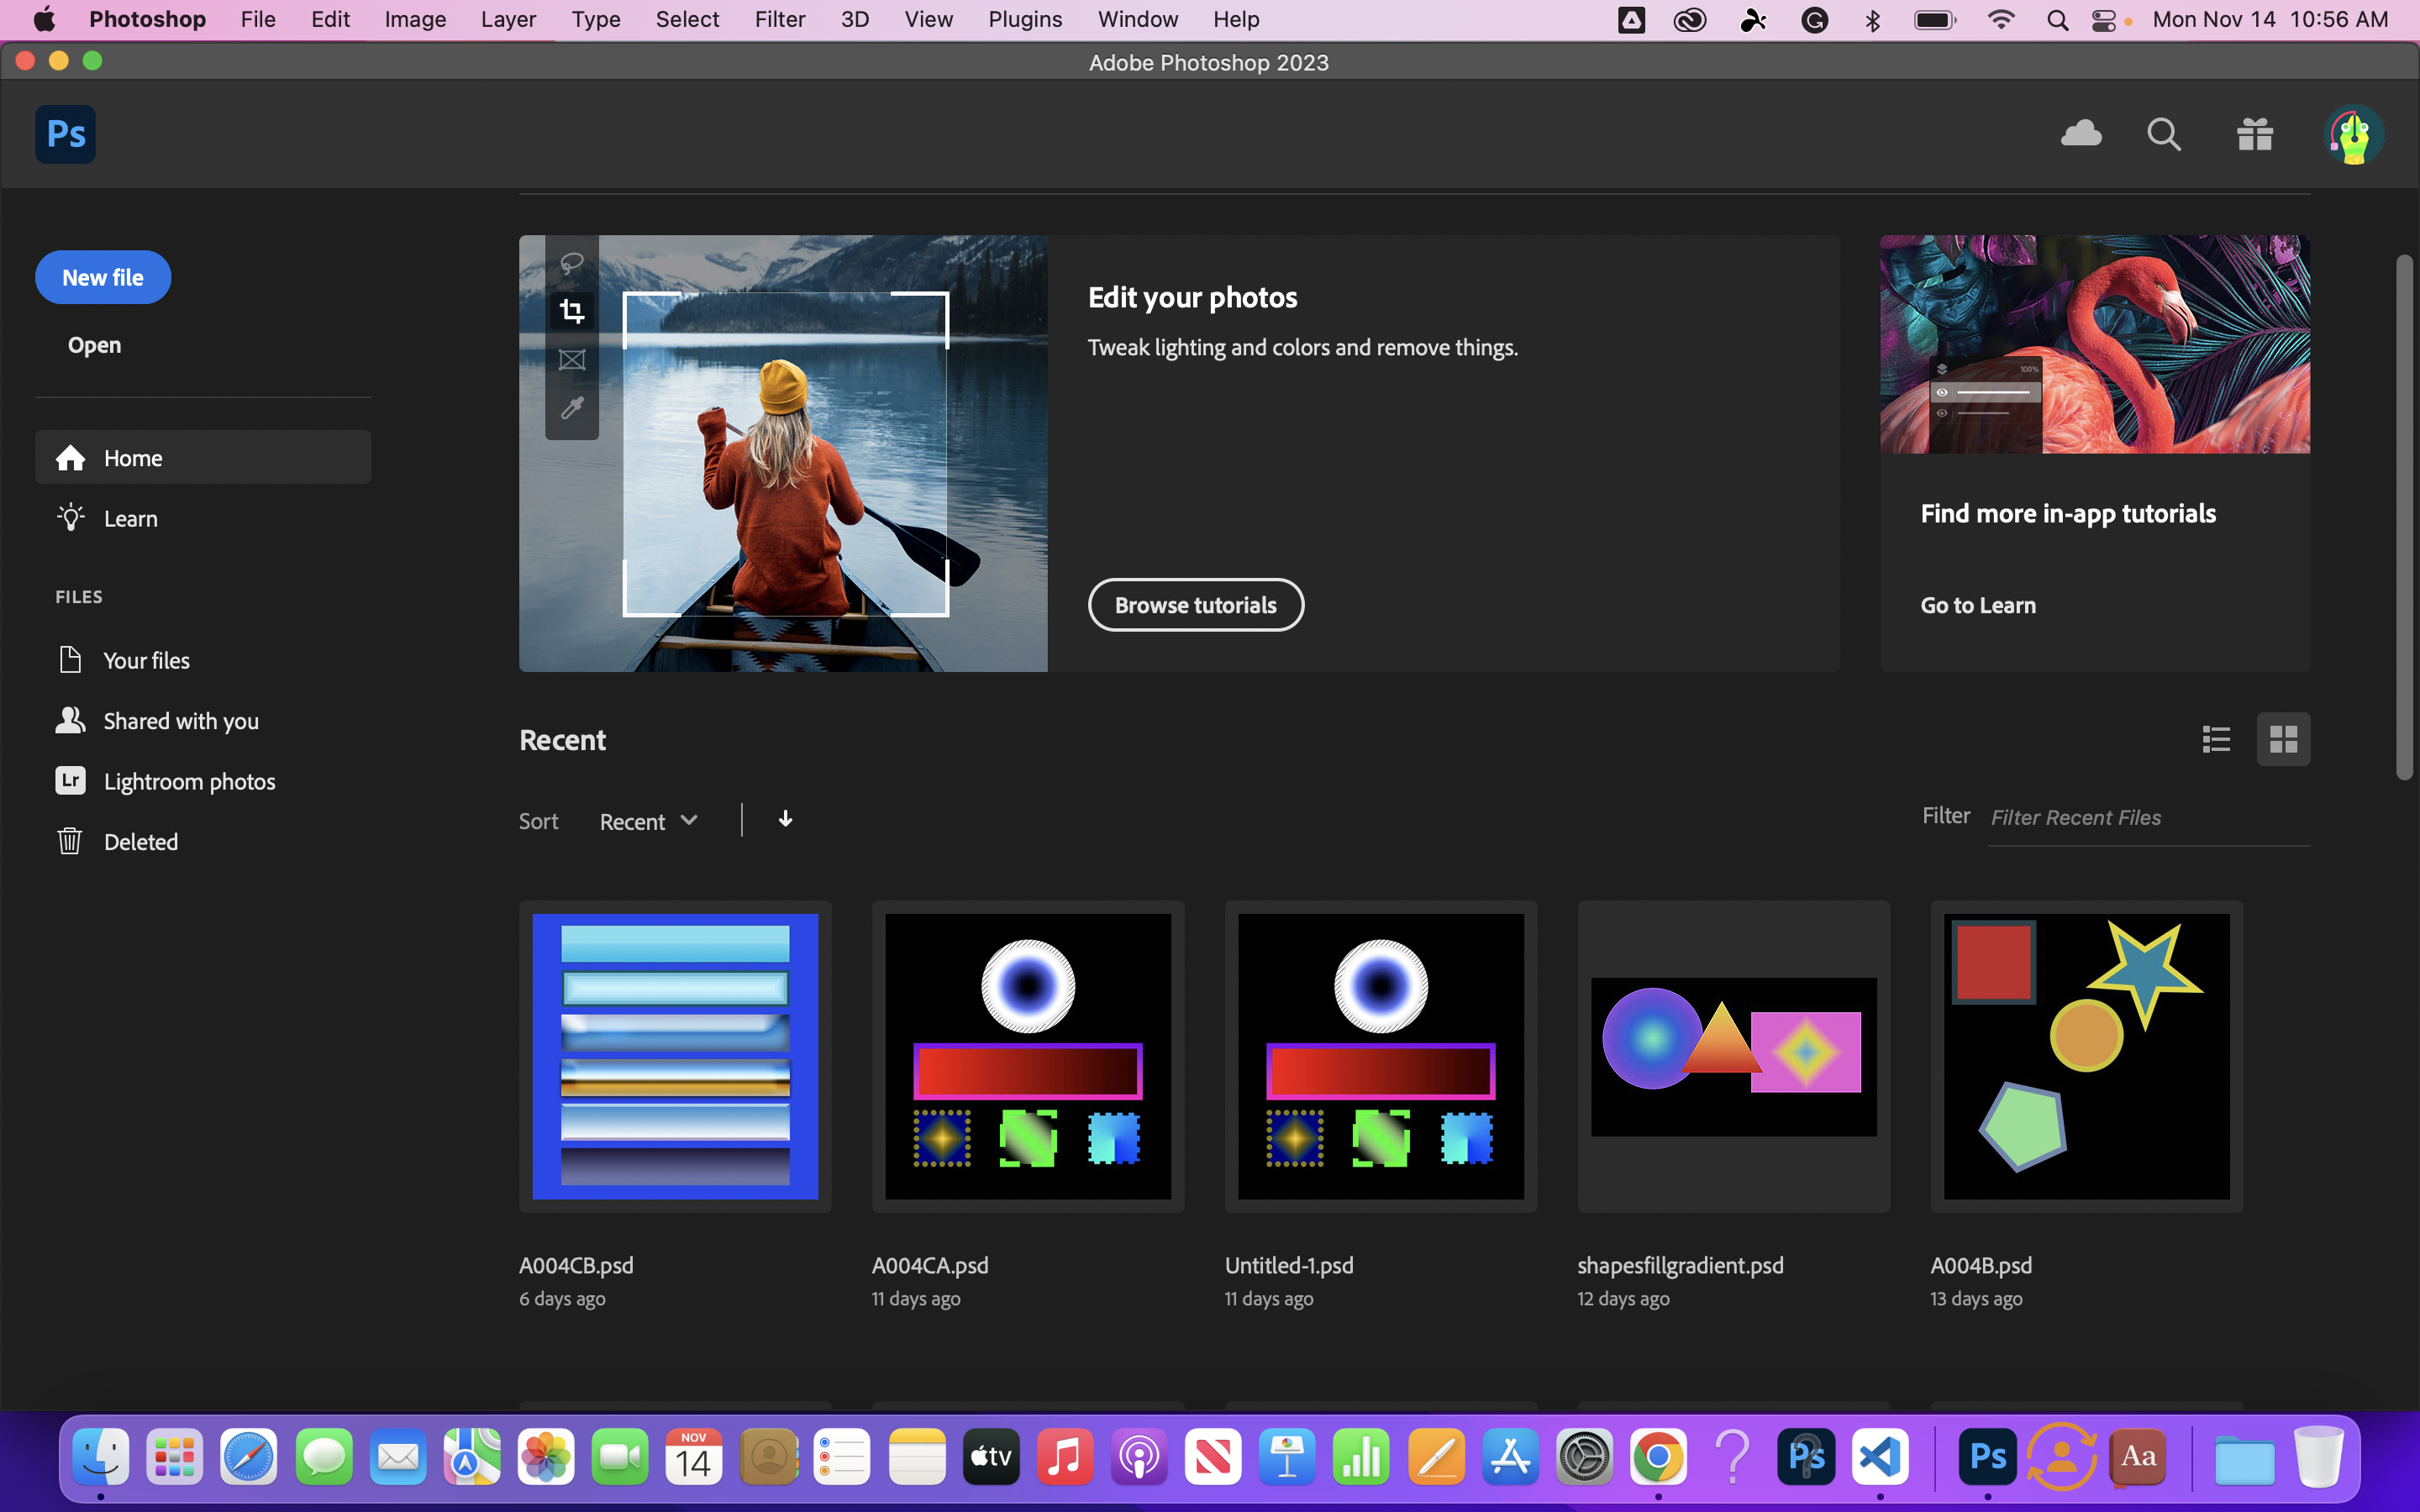 Photoshop File Edit Image Layer Type Select Filter 3D View Plugins Window Help Mon Nov 14 10:56 AM
Adobe Photoshop 2023
Ps
New file
Open
Home
Learn
FILES
Your files
Shared with you
Lr Lightroom photos
Deleted
Edit your photos
Tweak lighting and colors and remove things.
Browse tutorials
100%
Find more in-app tutorials
Go to Learn
Recent
Sort Recent
Filter Filter Recent Files
A004CB.psd
6 days ago
A004CA.psd
11 days ago
Untitled-1.psd
11 days ago
shapesfillgradient.psd
12 days ago
A004B.psd
13 days ago
NOV
14
tv
?
Ps
Ps
Aa